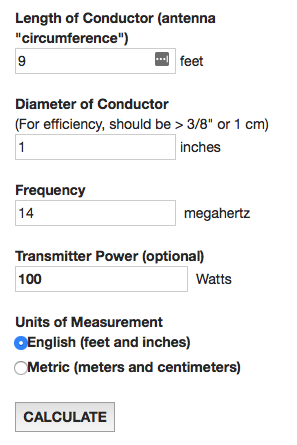 Length of Conductor (antenna
"circumference")
9 feet
Diameter of Conductor
(For efficiency, should be > 3/8" or 1 cm)
1 inches
Frequency
14 megahertz
Transmitter Power (optional)
100 Watts
Units of Measurement
English (feet and inches)
Metric (meters and centimeters)
CALCULATE